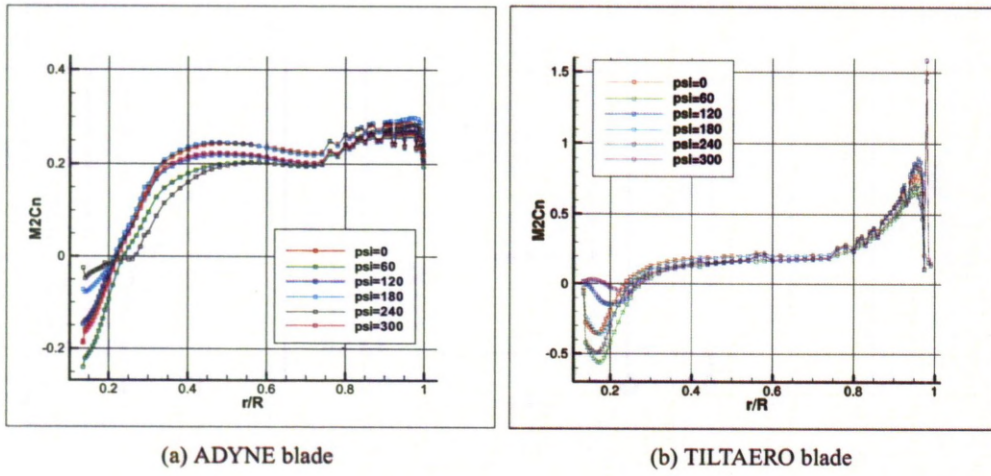 0.4
0.2
0
-0.2
M2Cn
psi=0
psi=60
psi=120
psi=180
psi=240
psi=300
0.2 0.4 0.6 0.8 1
r/R
1.5
1
0.5
0
-0.5
M2Cn
psi=0
psi=60
psi=120
psi=180
psi=240
psi=300
0.2 0.4 0.6 0.8 1
r/R
(a) ADYNE blade
(b) TILTAERO blade